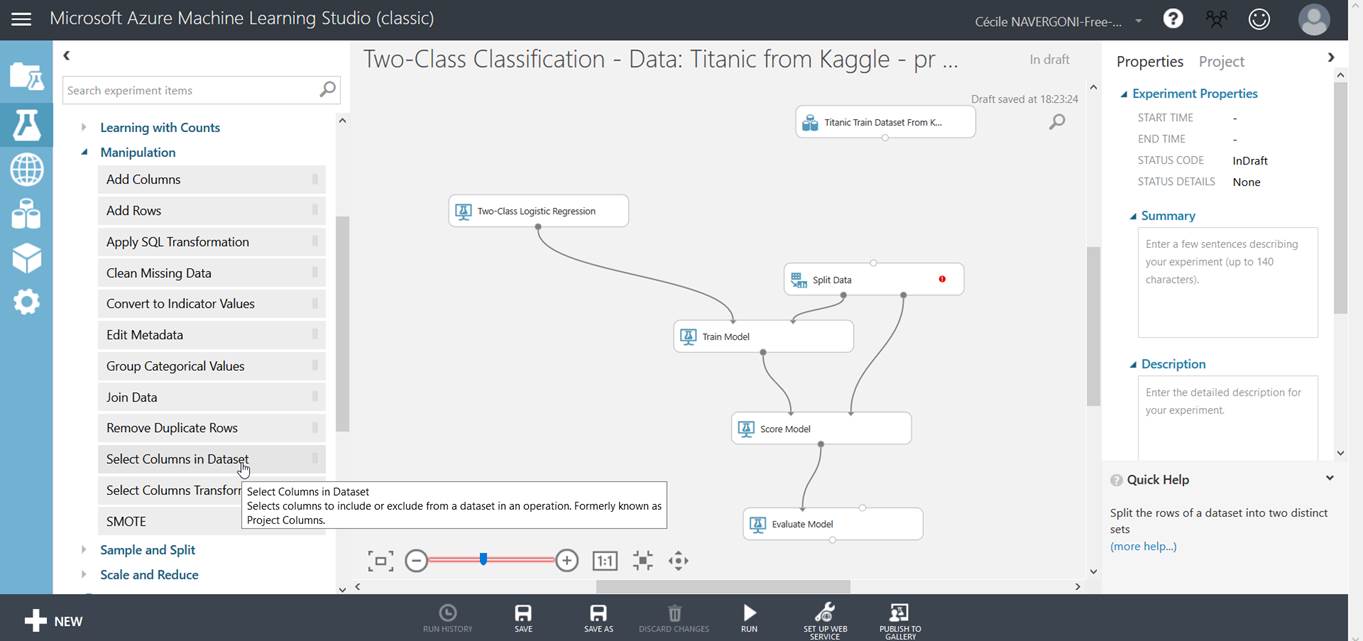 Microsoft Azure Machine Learning Studio (classic)
Cécile NAVERGONI-Free-...
?
Search experiment items
Learning with Counts
Manipulation
Add Columns
Add Rows
Apply SQL Transformation
Clean Missing Data
Convert to Indicator Values
Edit Metadata
Group Categorical Values
Join Data
Remove Duplicate Rows
Select Columns in Dataset
Select Columns Transfor
SMOTE
Sample and Split
Scale and Reduce
Select Columns in Dataset
Selects columns to include or exclude from a dataset in an operation. Formerly known as
Project Columns.
Two-Class Classification - Data: Titanic from Kaggle - pr ...
In draft
Draft saved at 18:23:24
Titanic Train Dataset From K...
Two-Class Logistic Regression
Split Data
Train Model
Score Model
Evaluate Model
1:1
Properties Project
Experiment Properties
START TIME -
END TIME -
STATUS CODE InDraft
STATUS DETAILS None
Summary
Enter a few sentences describing
your experiment (up to 140
characters).
Description
Enter the detailed description for
your experiment.
? Quick Help
Split the rows of a dataset into two distinct
sets
(more help...)
NEW
RUN HISTORY
SAVE
SAVE AS
DISCARD CHANGES
RUN
SET UP WEB
SERVICE
PUBLISH TO
GALLERY